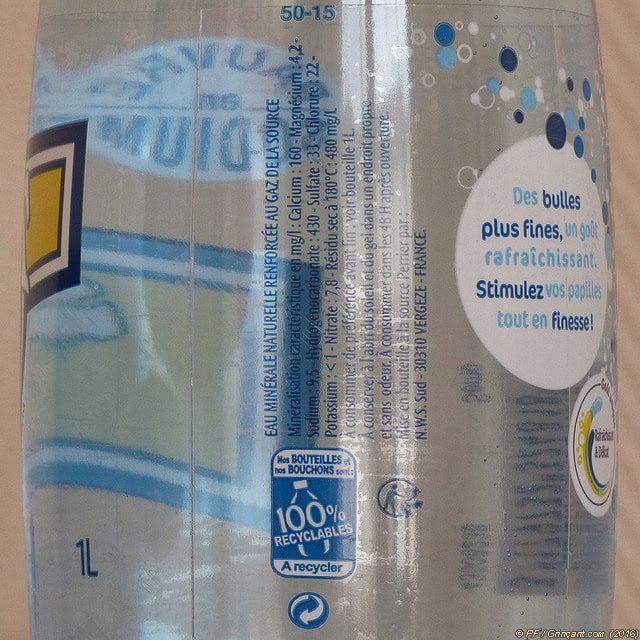 50-15
EAU MINÉRALE NATURELLE RENFORCÉE AU GAZ DE LA SOURCE
Minéralisation caractéristique en mg/l : Calcium : 160 - Magnésium : 4,2 -
Sodium : 9,5 - Hydrogénocarbonate : 430 - Sulfate : 33 - Chlorure : 22 -
Potassium : < 1 - Nitrate : 7,8 - Résidu sec à 180°C : 480 mg/L
A consommer de préférence avant fin : voir bouteille 1L.
A conserver à l'abri du soleil et du gel dans un endroit propre
et sans odeur. A consommer dans les 48 H après ouverture.
Mise en bouteille à la source Perrier par :
N.W.S. Sud - 30310 VERGEZE - FRANCE
Des bulles
plus fines, un goût
rafraîchissant.
Stimulez vos papilles
tout en finesse !
Rafraîchissant
& Délicat
Nos BOUTEILLES et
nos BOUCHONS sont :
100%
RECYCLABLES
A recycler
1L
© PF / Gringant.com (2016)